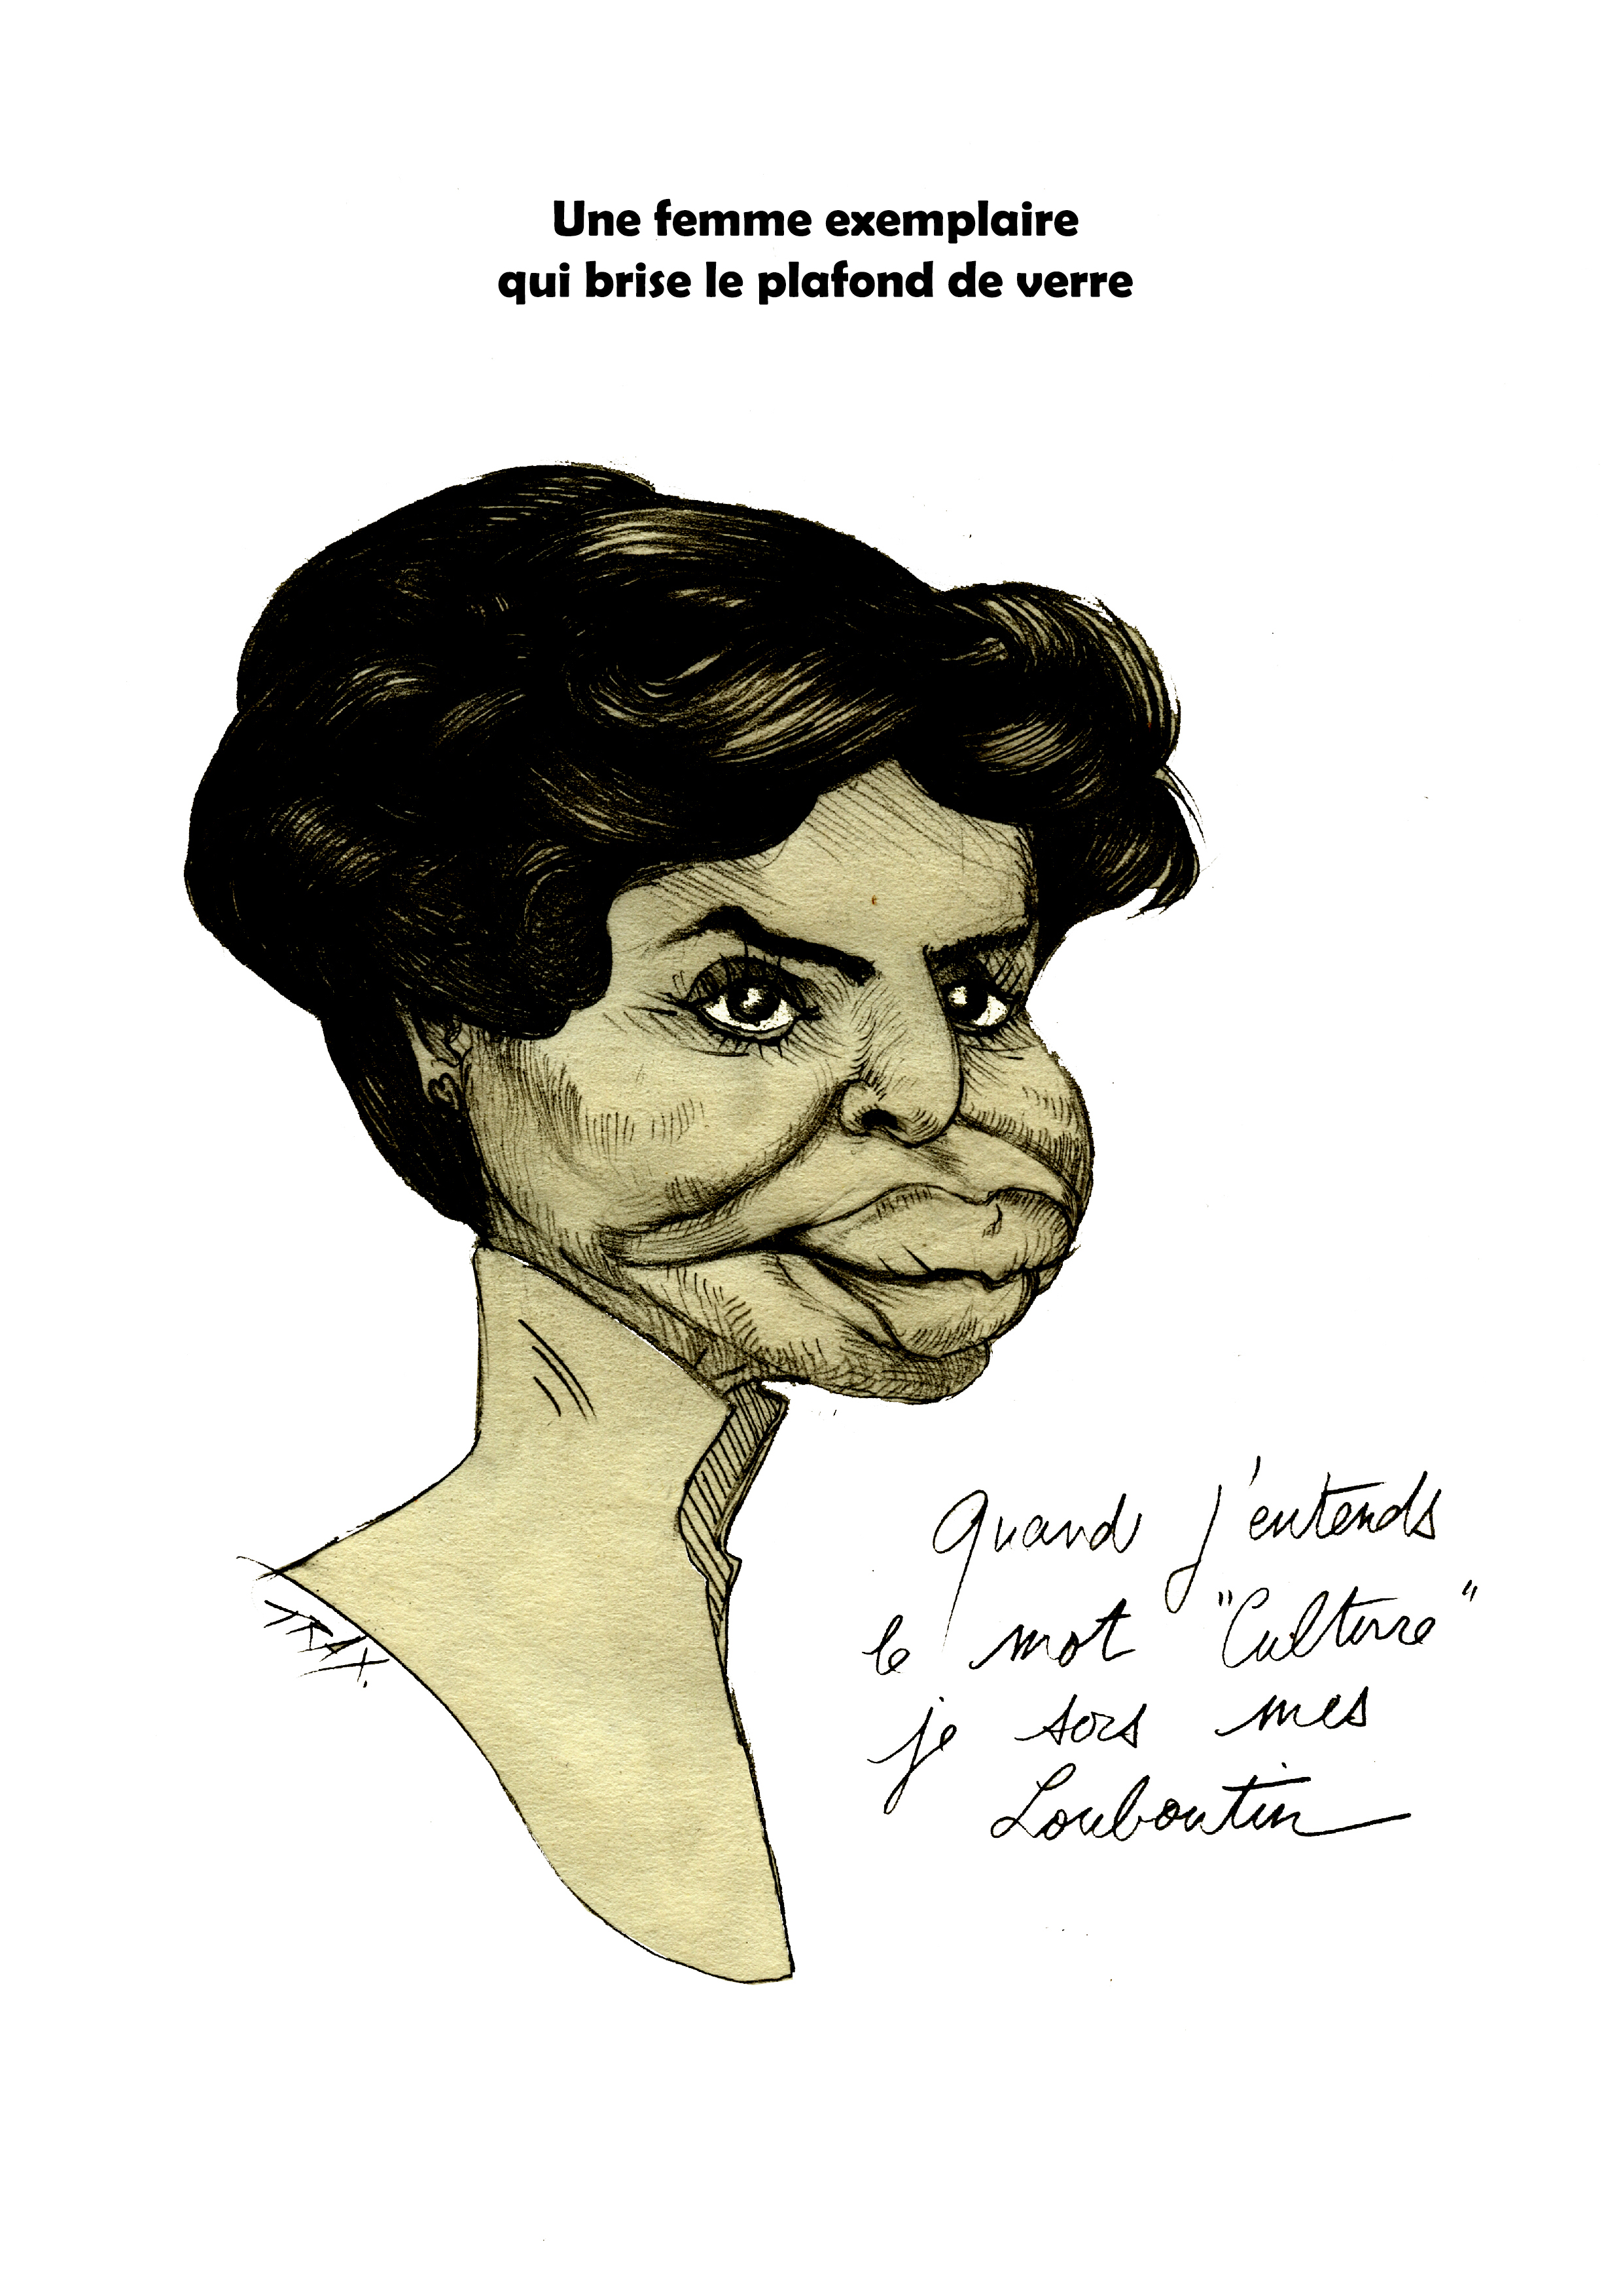 Une femme exemplaire
qui brise le plafond de verre
Quand j'entends
le mot "Culture"
je sors mes
Louboutin
TRAX.